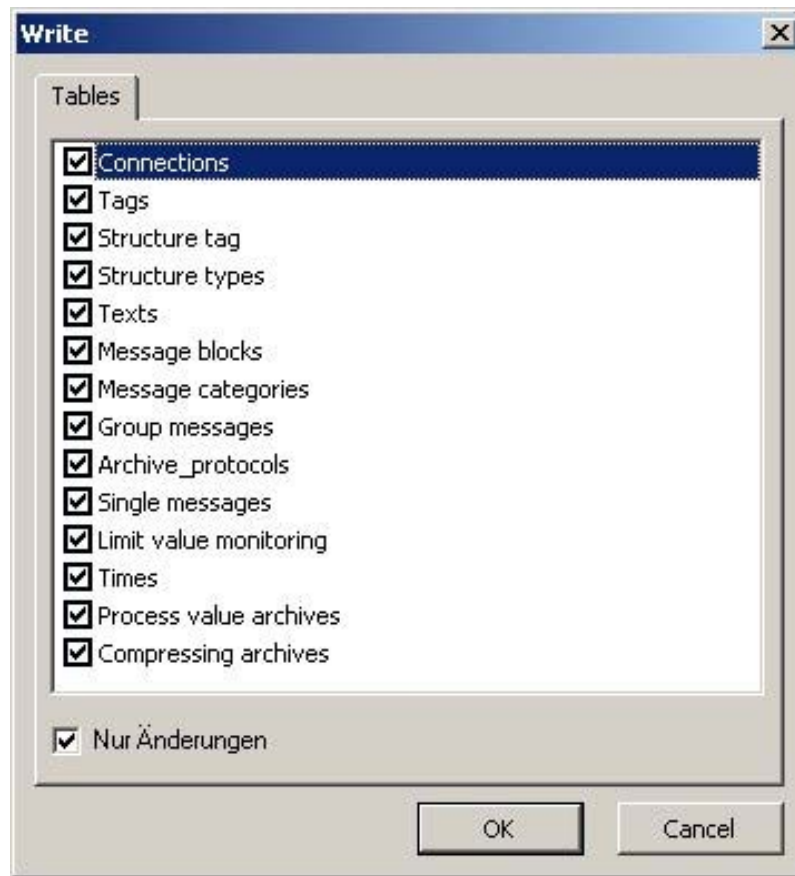 Write
Tables
Connections
Tags
Structure tag
Structure types
Texts
Message blocks
Message categories
Group messages
Archive_protocols
Single messages
Limit value monitoring
Times
Process value archives
Compressing archives
Nur Änderungen
OK Cancel